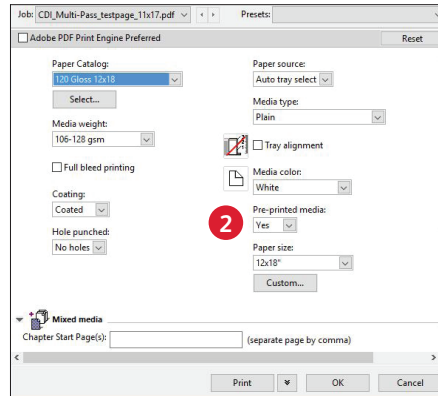 Job: CDI_Multi-Pass_testpage_11x17.pdf Presets:
Adobe PDF Print Engine Preferred Reset
Paper Catalog:
120 Gloss 12x18
Select...
Media weight:
106-128 gsm
Full bleed printing
Coating:
Coated
Hole punched:
No holes
Paper source:
Auto tray select
Media type:
Plain
Tray alignment
Media color:
White
2
Pre-printed media:
Yes
Paper size:
12x18"
Custom...
Mixed media
Chapter Start Page(s): (separate page by comma)
Print OK Cancel